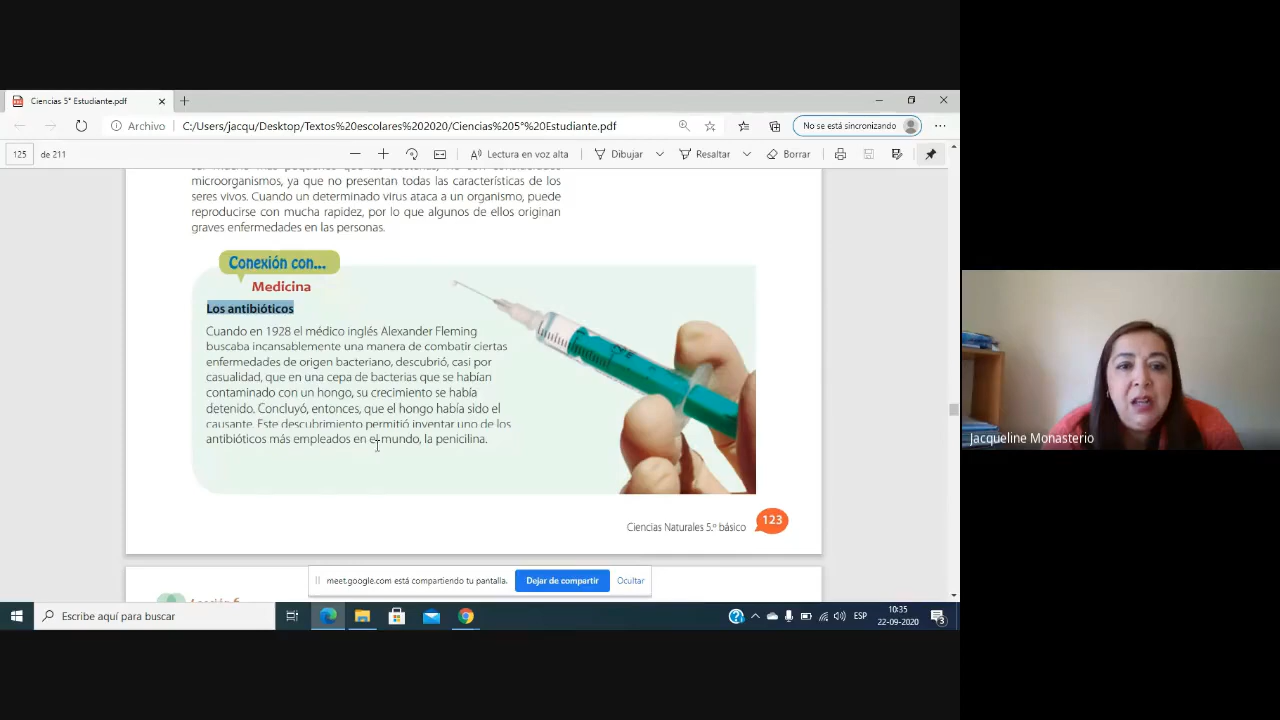 Ciencias 5° Estudiante.pdf
Archivo
C:/Users/jacqu/Desktop/Textos%20escolares%202020/Ciencias%205°%20Estudiante.pdf
No se está sincronizando
125 de 211
Lectura en voz alta
Dibujar
Resaltar
Borrar
microorganismos, ya que no presentan todas las características de los
seres vivos. Cuando un determinado virus ataca a un organismo, puede
reproducirse con mucha rapidez, por lo que algunos de ellos originan
graves enfermedades en las personas.
Conexión con...
Medicina
Los antibióticos
Cuando en 1928 el médico inglés Alexander Fleming
buscaba incansablemente una manera de combatir ciertas
enfermedades de origen bacteriano, descubrió, casi por
casualidad, que en una cepa de bacterias que se habían
contaminado con un hongo, su crecimiento se había
detenido. Concluyó, entonces, que el hongo había sido el
causante. Este descubrimiento permitió inventar uno de los
antibióticos más empleados en el mundo, la penicilina.
Ciencias Naturales 5.º básico
123
meet.google.com está compartiendo tu pantalla.
Dejar de compartir
Ocultar
Escribe aquí para buscar
ESP
10:35
22-09-2020
3
Jacqueline Monasterio